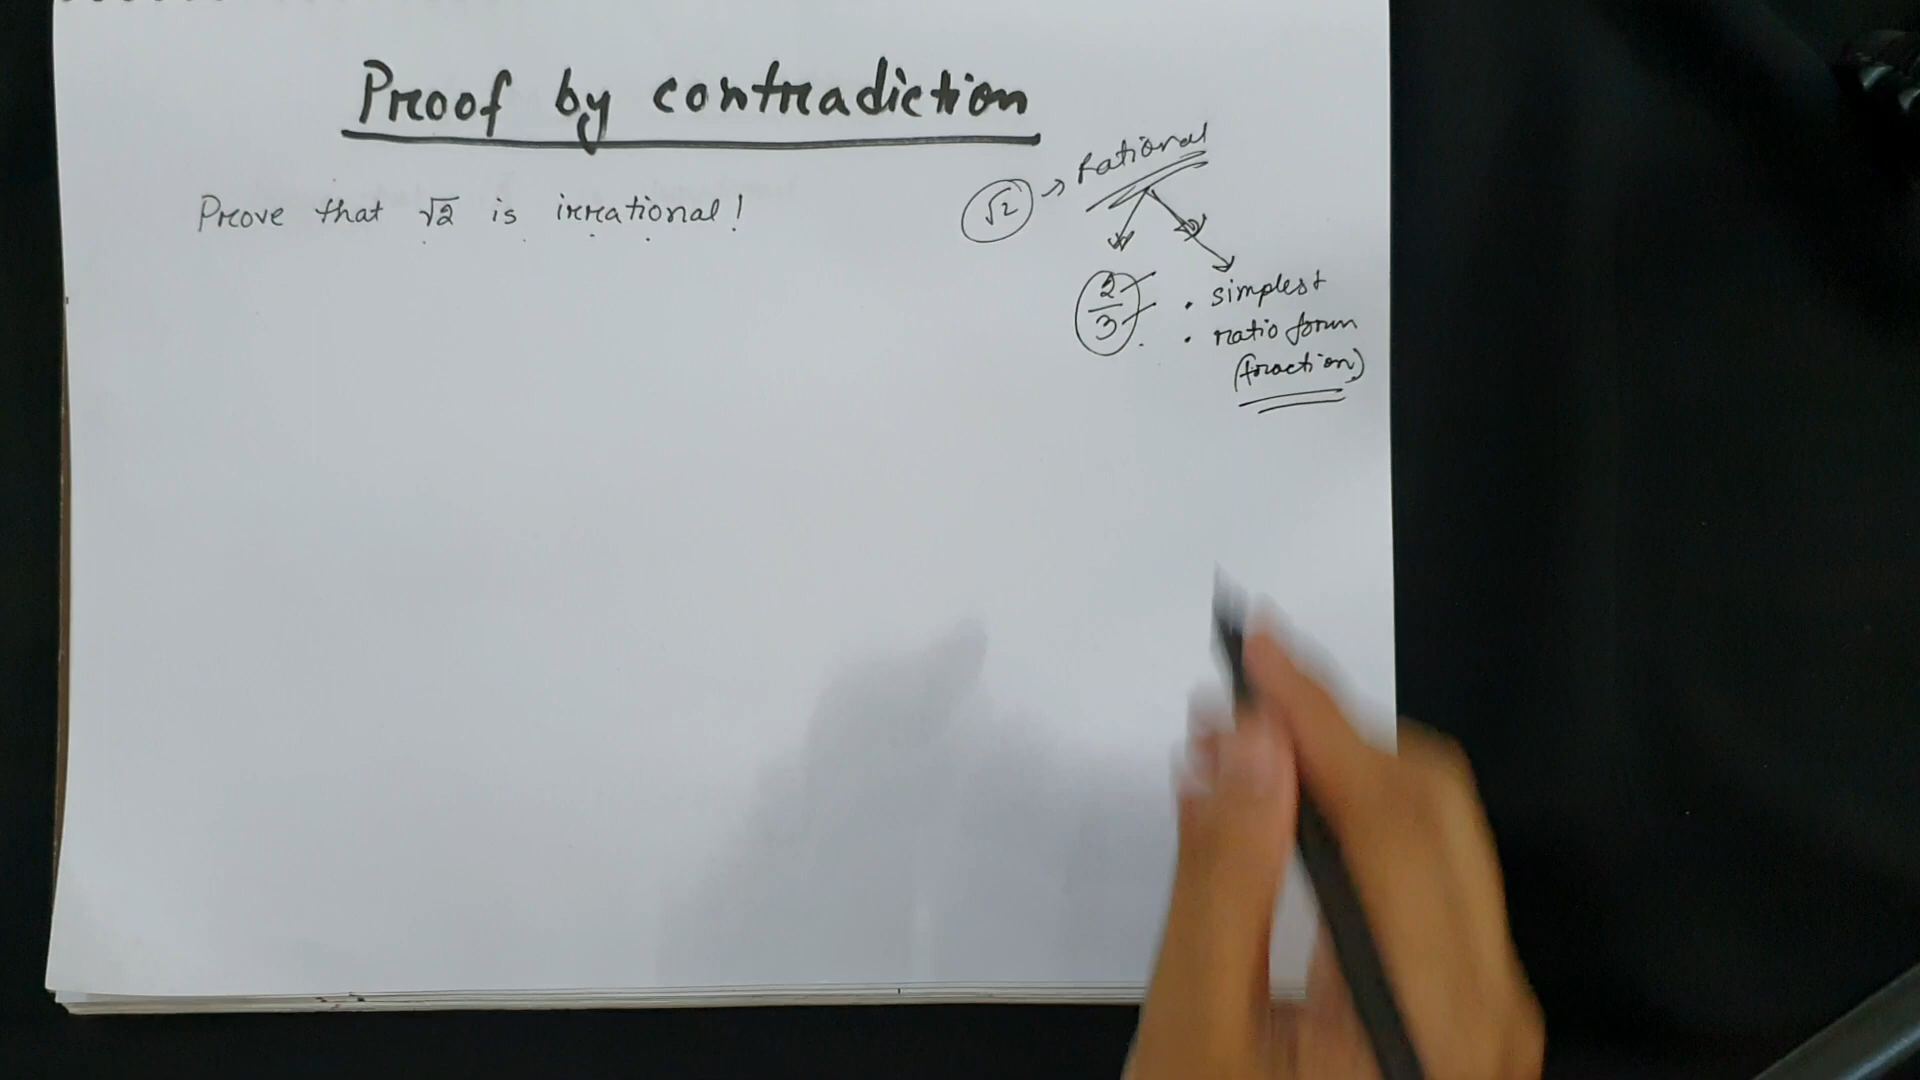 Proof by contradiction
Prove that √2 is irrational!
√2 → rational
2/3
• simplest
• ratio form
(fraction)